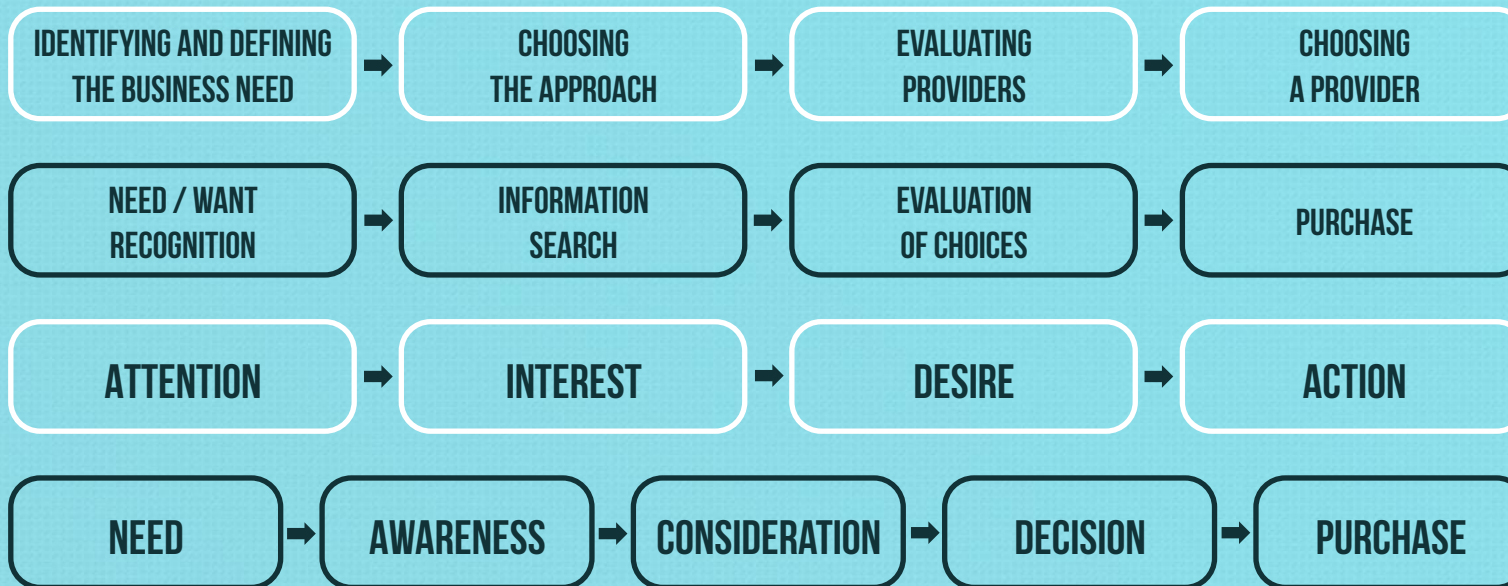 IDENTIFYING AND DEFINING
THE BUSINESS NEED
CHOOSING
THE APPROACH
EVALUATING
PROVIDERS
CHOOSING
A PROVIDER
NEED / WANT
RECOGNITION
INFORMATION
SEARCH
EVALUATION
OF CHOICES
PURCHASE
ATTENTION
INTEREST
DESIRE
ACTION
NEED
AWARENESS
CONSIDERATION
DECISION
PURCHASE